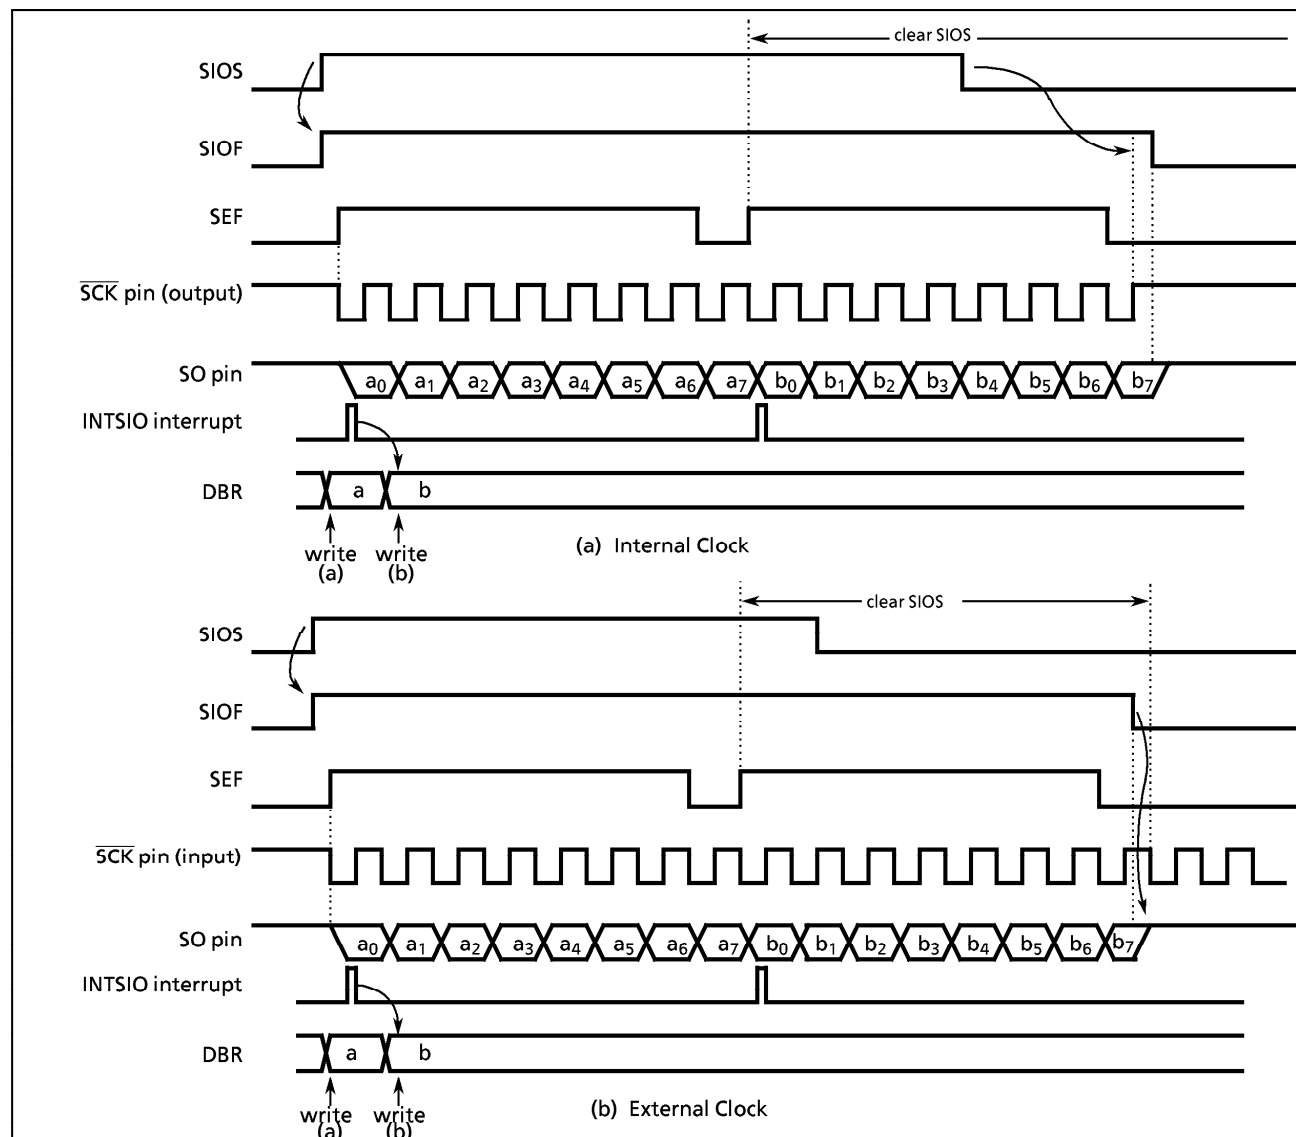 clear SIOS
SIOS
SIOF
SEF
SCK pin (output)
SO pin a0 a1 a2 a3 a4 a5 a6 a7 b0 b1 b2 b3 b4 b5 b6 b7
INTSIO interrupt
DBR a b
write (a) write (b)
(a) Internal Clock
clear SIOS
SIOS
SIOF
SEF
SCK pin (input)
SO pin a0 a1 a2 a3 a4 a5 a6 a7 b0 b1 b2 b3 b4 b5 b6 b7
INTSIO interrupt
DBR a b
write (a) write (b)
(b) External Clock